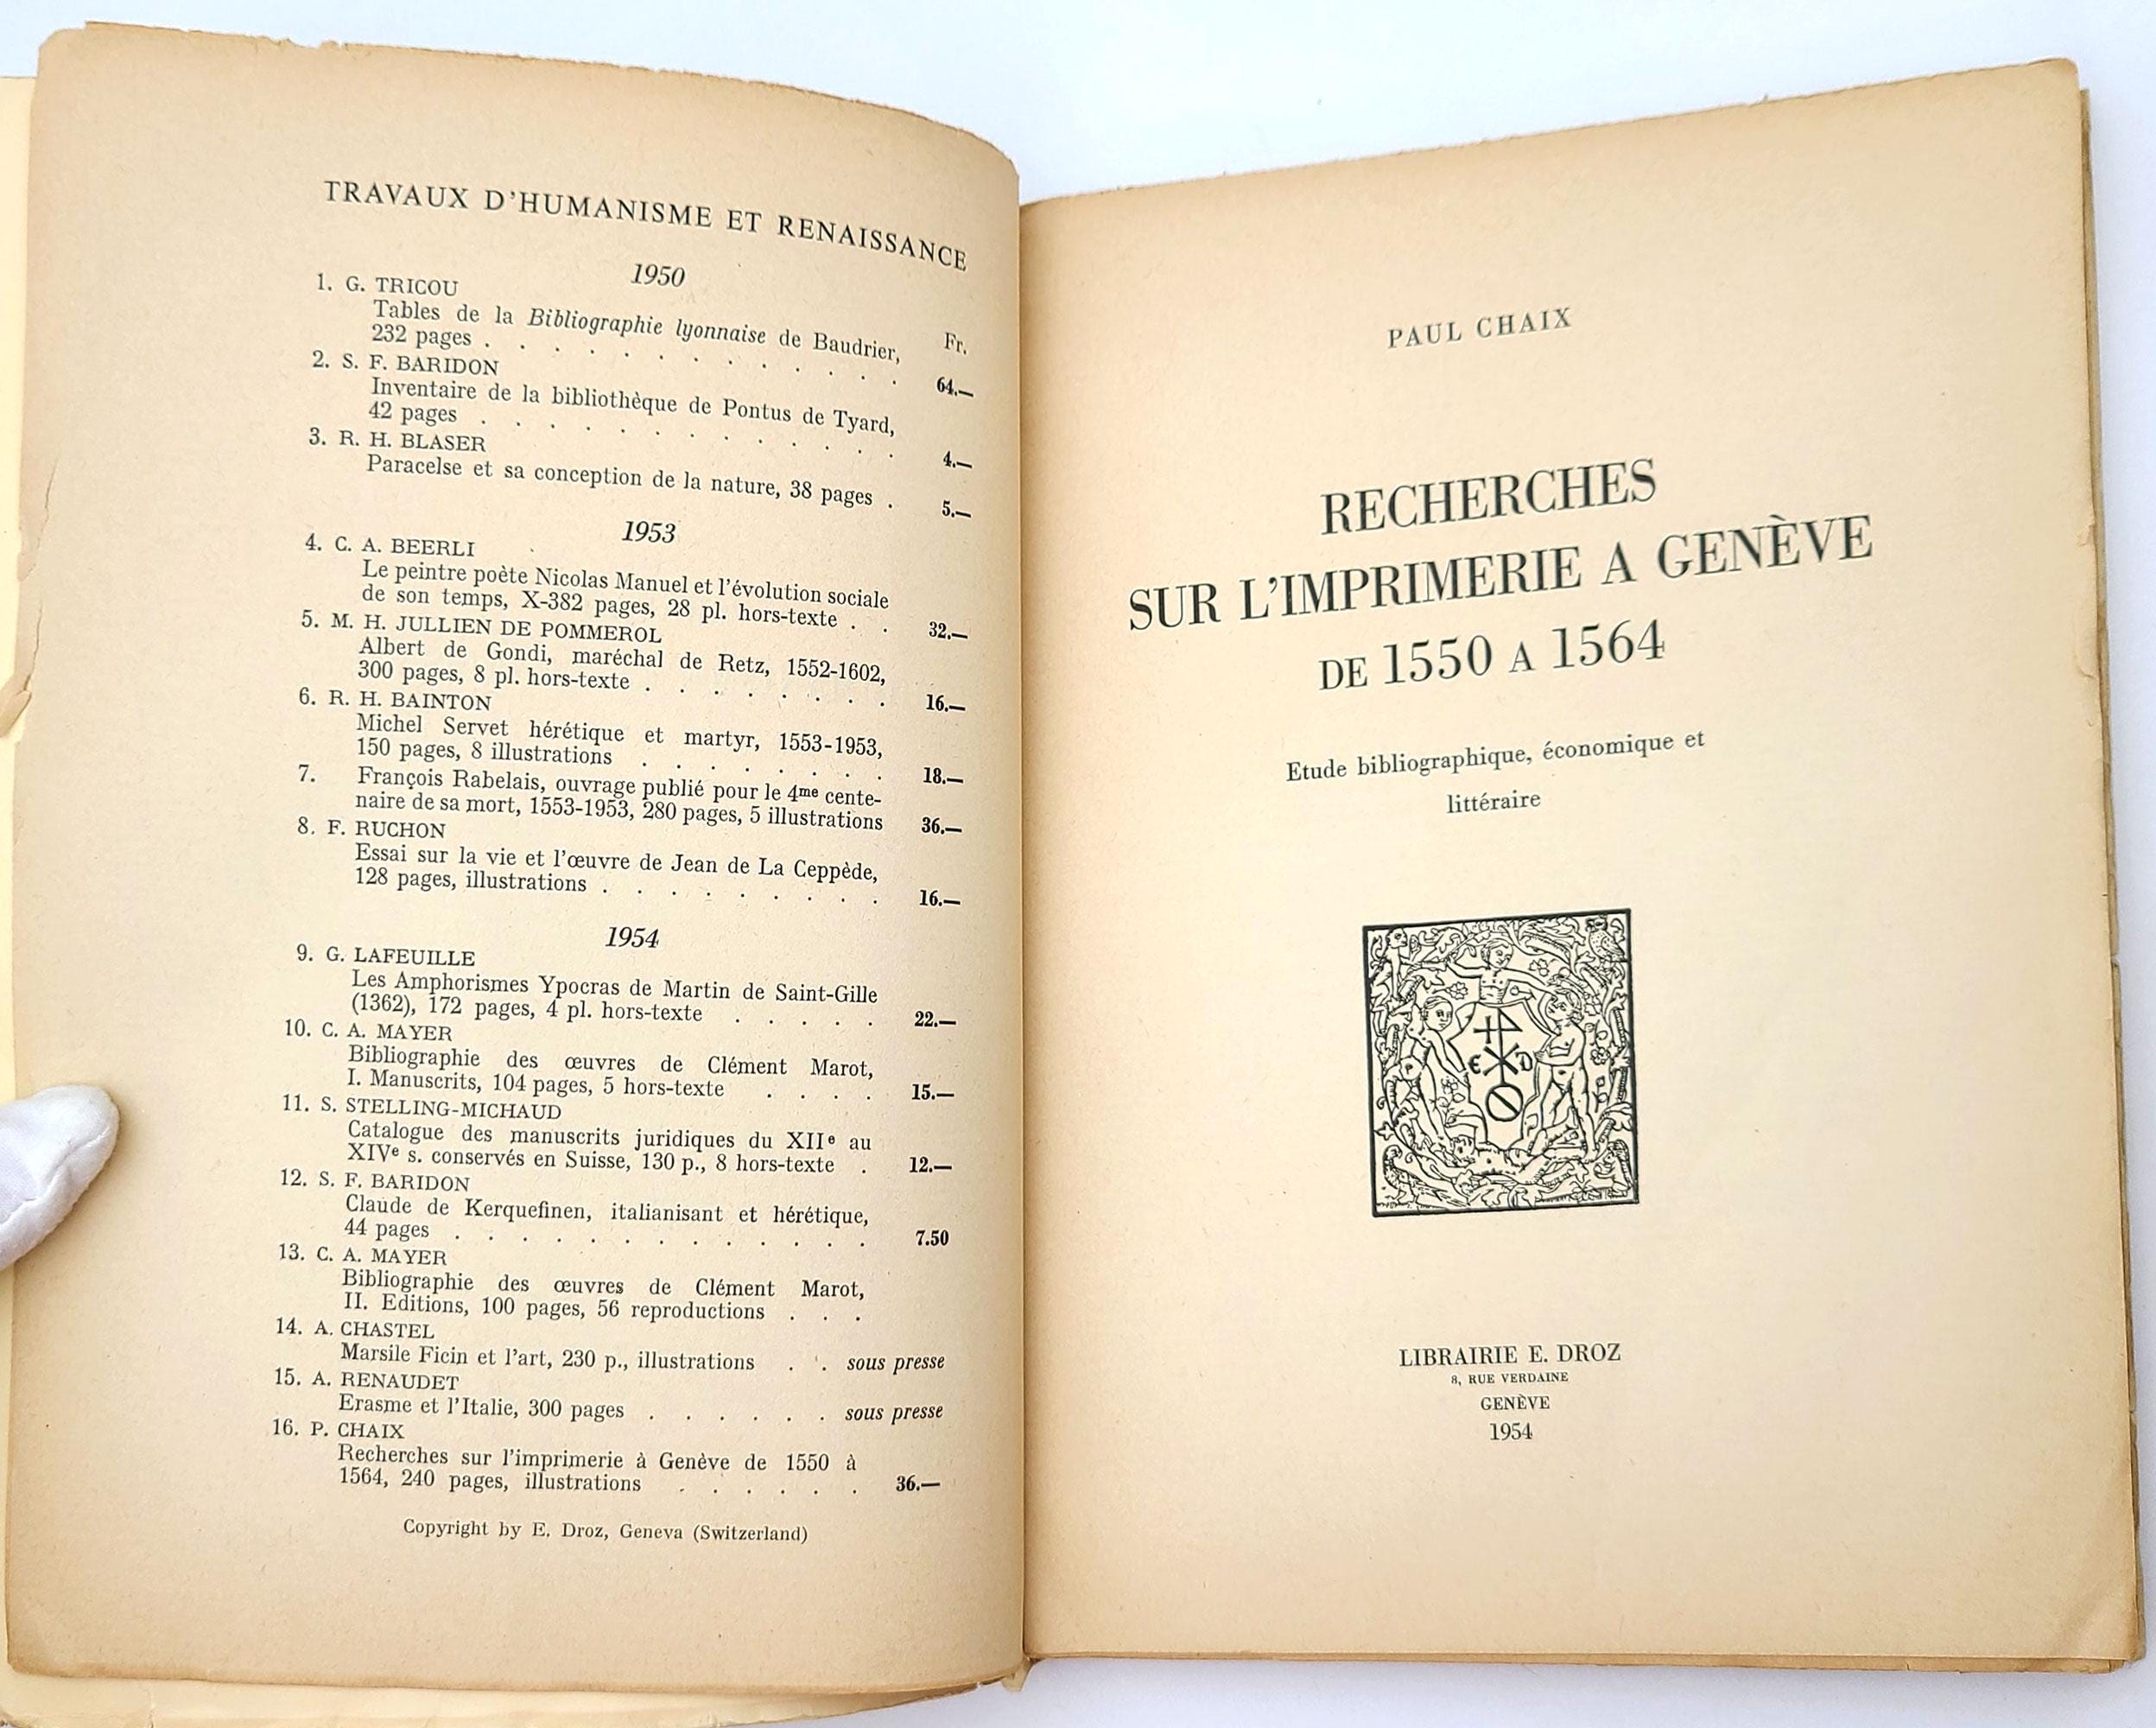 TRAVAUX D'HUMANISME ET RENAISSANCE
1950
1. G. TRICOU
Fr.
Tables de la Bibliographie lyonnaise de Baudrier,
232 pages . . . . . . . . . . . . . 64.—
2. S. F. BARIDON
Inventaire de la bibliothèque de Pontus de Tyard,
42 pages . . . . . . . . . . . . . 4.—
3. R. H. BLASER
Paracelse et sa conception de la nature, 38 pages . 5.—
1953
4. C. A. BEERLI
Le peintre poète Nicolas Manuel et l'évolution sociale
de son temps, X-382 pages, 28 pl. hors-texte . . 32.—
5. M. H. JULLIEN DE POMMEROL
Albert de Gondi, maréchal de Retz, 1552-1602,
300 pages, 8 pl. hors-texte . . . . . . . . 16.—
6. R. H. BAINTON
Michel Servet hérétique et martyr, 1553-1953,
150 pages, 8 illustrations . . . . . . . . 18.—
7. François Rabelais, ouvrage publié pour le 4me cente-
naire de sa mort, 1553-1953, 280 pages, 5 illustrations 36.—
8. F. RUCHON
Essai sur la vie et l'œuvre de Jean de La Ceppède,
128 pages, illustrations . . . . . . . . . 16.—
1954
9. G. LAFEUILLE
Les Amphorismes Ypocras de Martin de Saint-Gille
(1362), 172 pages, 4 pl. hors-texte . . . . . 22.—
10. C. A. MAYER
Bibliographie des œuvres de Clément Marot,
I. Manuscrits, 104 pages, 5 hors-texte . . . . 15.—
11. S. STELLING-MICHAUD
Catalogue des manuscrits juridiques du XIIe au
XIVe s. conservés en Suisse, 130 p., 8 hors-texte . 12.—
12. S. F. BARIDON
Claude de Kerquefinen, italianisant et hérétique,
44 pages . . . . . . . . . . . . . 7.50
13. C. A. MAYER
Bibliographie des œuvres de Clément Marot,
II. Editions, 100 pages, 56 reproductions . . .
14. A. CHASTEL
Marsile Ficin et l'art, 230 p., illustrations . . sous presse
15. A. RENAUDET
Erasme et l'Italie, 300 pages . . . . . . sous presse
16. P. CHAIX
Recherches sur l'imprimerie à Genève de 1550 à
1564, 240 pages, illustrations . . . . . . 36.—
Copyright by E. Droz, Geneva (Switzerland)
PAUL CHAIX
RECHERCHES
SUR L'IMPRIMERIE A GENÈVE
DE 1550 A 1564
Etude bibliographique, économique et
littéraire
E D
LIBRAIRIE E. DROZ
8, RUE VERDAINE
GENÈVE
1954